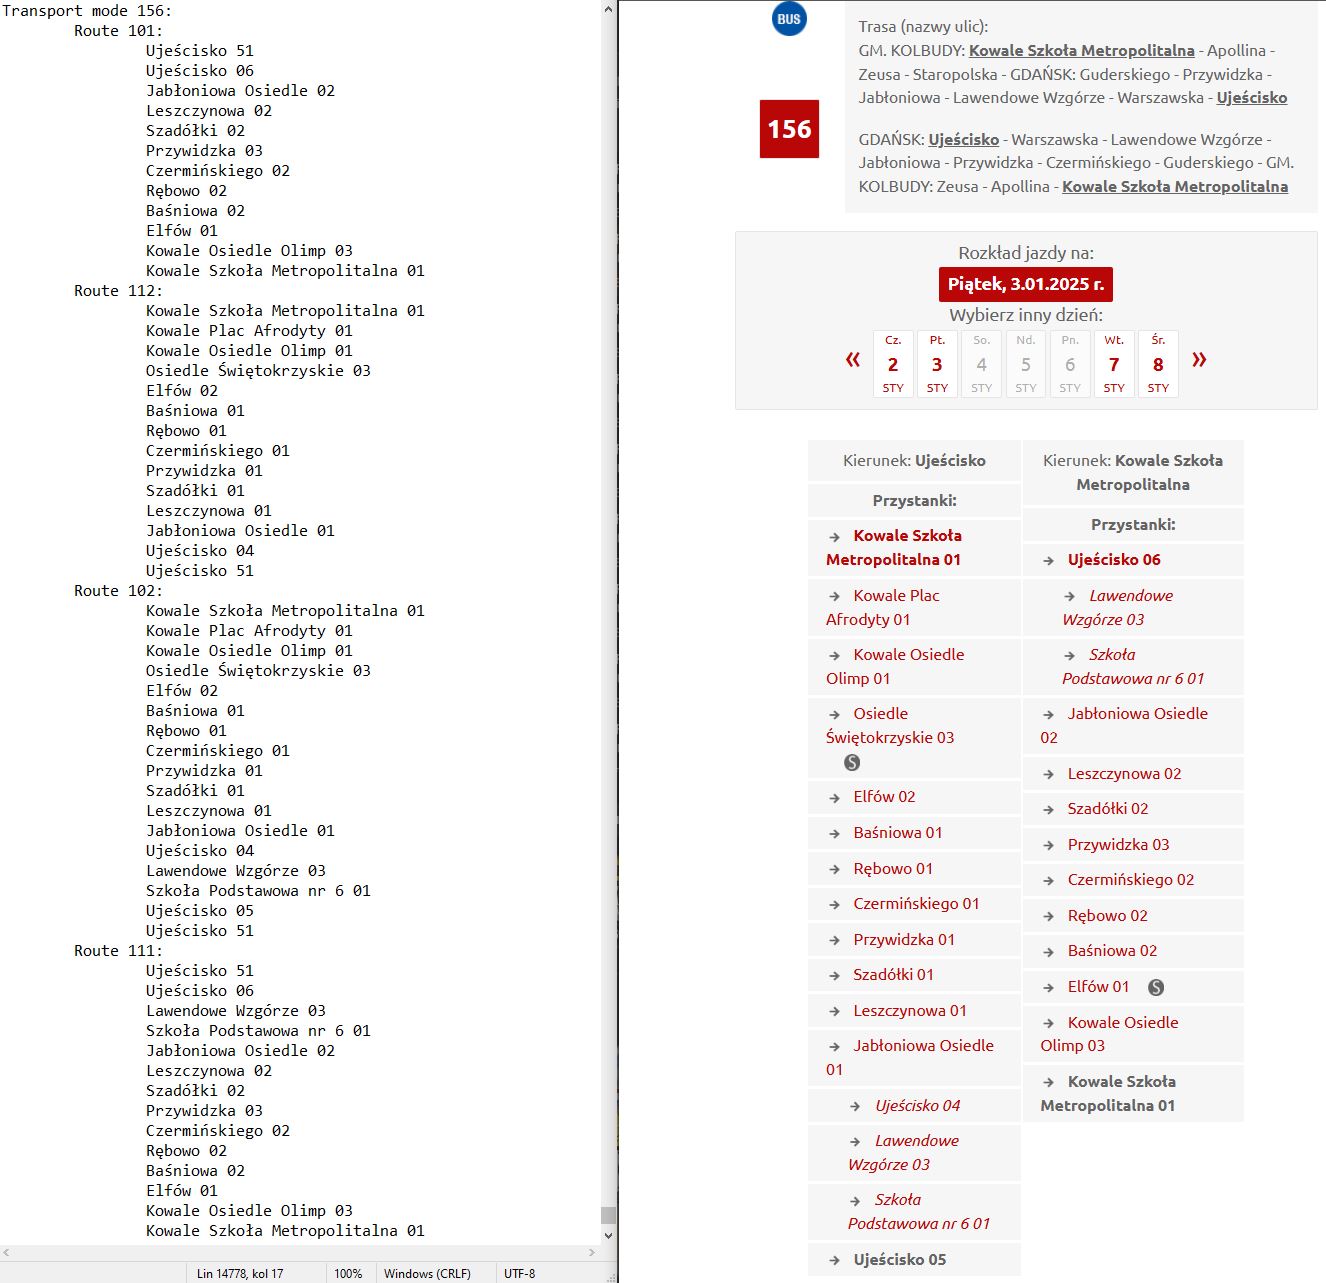 Transport mode 156:
Route 101:
Ujeścisko 51
Ujeścisko 06
Jabłoniowa Osiedle 02
Leszczynowa 02
Szadółki 02
Przywidzka 03
Czermińskiego 02
Rębowo 02
Baśniowa 02
Elfów 01
Kowale Osiedle Olimp 03
Kowale Szkoła Metropolitalna 01
Route 112:
Kowale Szkoła Metropolitalna 01
Kowale Plac Afrodyty 01
Kowale Osiedle Olimp 01
Osiedle Świętokrzyskie 03
Elfów 02
Baśniowa 01
Rębowo 01
Czermińskiego 01
Przywidzka 01
Szadółki 01
Leszczynowa 01
Jabłoniowa Osiedle 01
Ujeścisko 04
Ujeścisko 51
Route 102:
Kowale Szkoła Metropolitalna 01
Kowale Plac Afrodyty 01
Kowale Osiedle Olimp 01
Osiedle Świętokrzyskie 03
Elfów 02
Baśniowa 01
Rębowo 01
Czermińskiego 01
Przywidzka 01
Szadółki 01
Leszczynowa 01
Jabłoniowa Osiedle 01
Ujeścisko 04
Lawendowe Wzgórze 03
Szkoła Podstawowa nr 6 01
Ujeścisko 05
Ujeścisko 51
Route 111:
Ujeścisko 51
Ujeścisko 06
Lawendowe Wzgórze 03
Szkoła Podstawowa nr 6 01
Jabłoniowa Osiedle 02
Leszczynowa 02
Szadółki 02
Przywidzka 03
Czermińskiego 02
Rębowo 02
Baśniowa 02
Elfów 01
Kowale Osiedle Olimp 03
Kowale Szkoła Metropolitalna 01
Lin 14778, kol 17 100% Windows (CRLF) UTF-8
BUS
156
Trasa (nazwy ulic):
GM. KOLBUDY: Kowale Szkoła Metropolitalna - Apollina -
Zeusa - Staropolska - GDAŃSK: Guderskiego - Przywidzka -
Jabłoniowa - Lawendowe Wzgórze - Warszawska - Ujeścisko
GDAŃSK: Ujeścisko - Warszawska - Lawendowe Wzgórze -
Jabłoniowa - Przywidzka - Czermińskiego - Guderskiego - GM.
KOLBUDY: Zeusa - Apollina - Kowale Szkoła Metropolitalna
Rozkład jazdy na:
Piątek, 3.01.2025 r.
Wybierz inny dzień:
Cz. Pt. So. Nd. Pn. Wt. Śr.
« 2 3 4 5 6 7 8 »
STY STY STY STY STY STY STY
Kierunek: Ujeścisko
Przystanki:
→ Kowale Szkoła
Metropolitalna 01
→ Kowale Plac
Afrodyty 01
→ Kowale Osiedle
Olimp 01
→ Osiedle
Świętokrzyskie 03
S
→ Elfów 02
→ Baśniowa 01
→ Rębowo 01
→ Czermińskiego 01
→ Przywidzka 01
→ Szadółki 01
→ Leszczynowa 01
→ Jabłoniowa Osiedle
01
→ Ujeścisko 04
→ Lawendowe
Wzgórze 03
→ Szkoła
Podstawowa nr 6 01
→ Ujeścisko 05
Kierunek: Kowale Szkoła
Metropolitalna
Przystanki:
→ Ujeścisko 06
→ Lawendowe
Wzgórze 03
→ Szkoła
Podstawowa nr 6 01
→ Jabłoniowa Osiedle
02
→ Leszczynowa 02
→ Szadółki 02
→ Przywidzka 03
→ Czermińskiego 02
→ Rębowo 02
→ Baśniowa 02
→ Elfów 01 S
→ Kowale Osiedle
Olimp 03
→ Kowale Szkoła
Metropolitalna 01